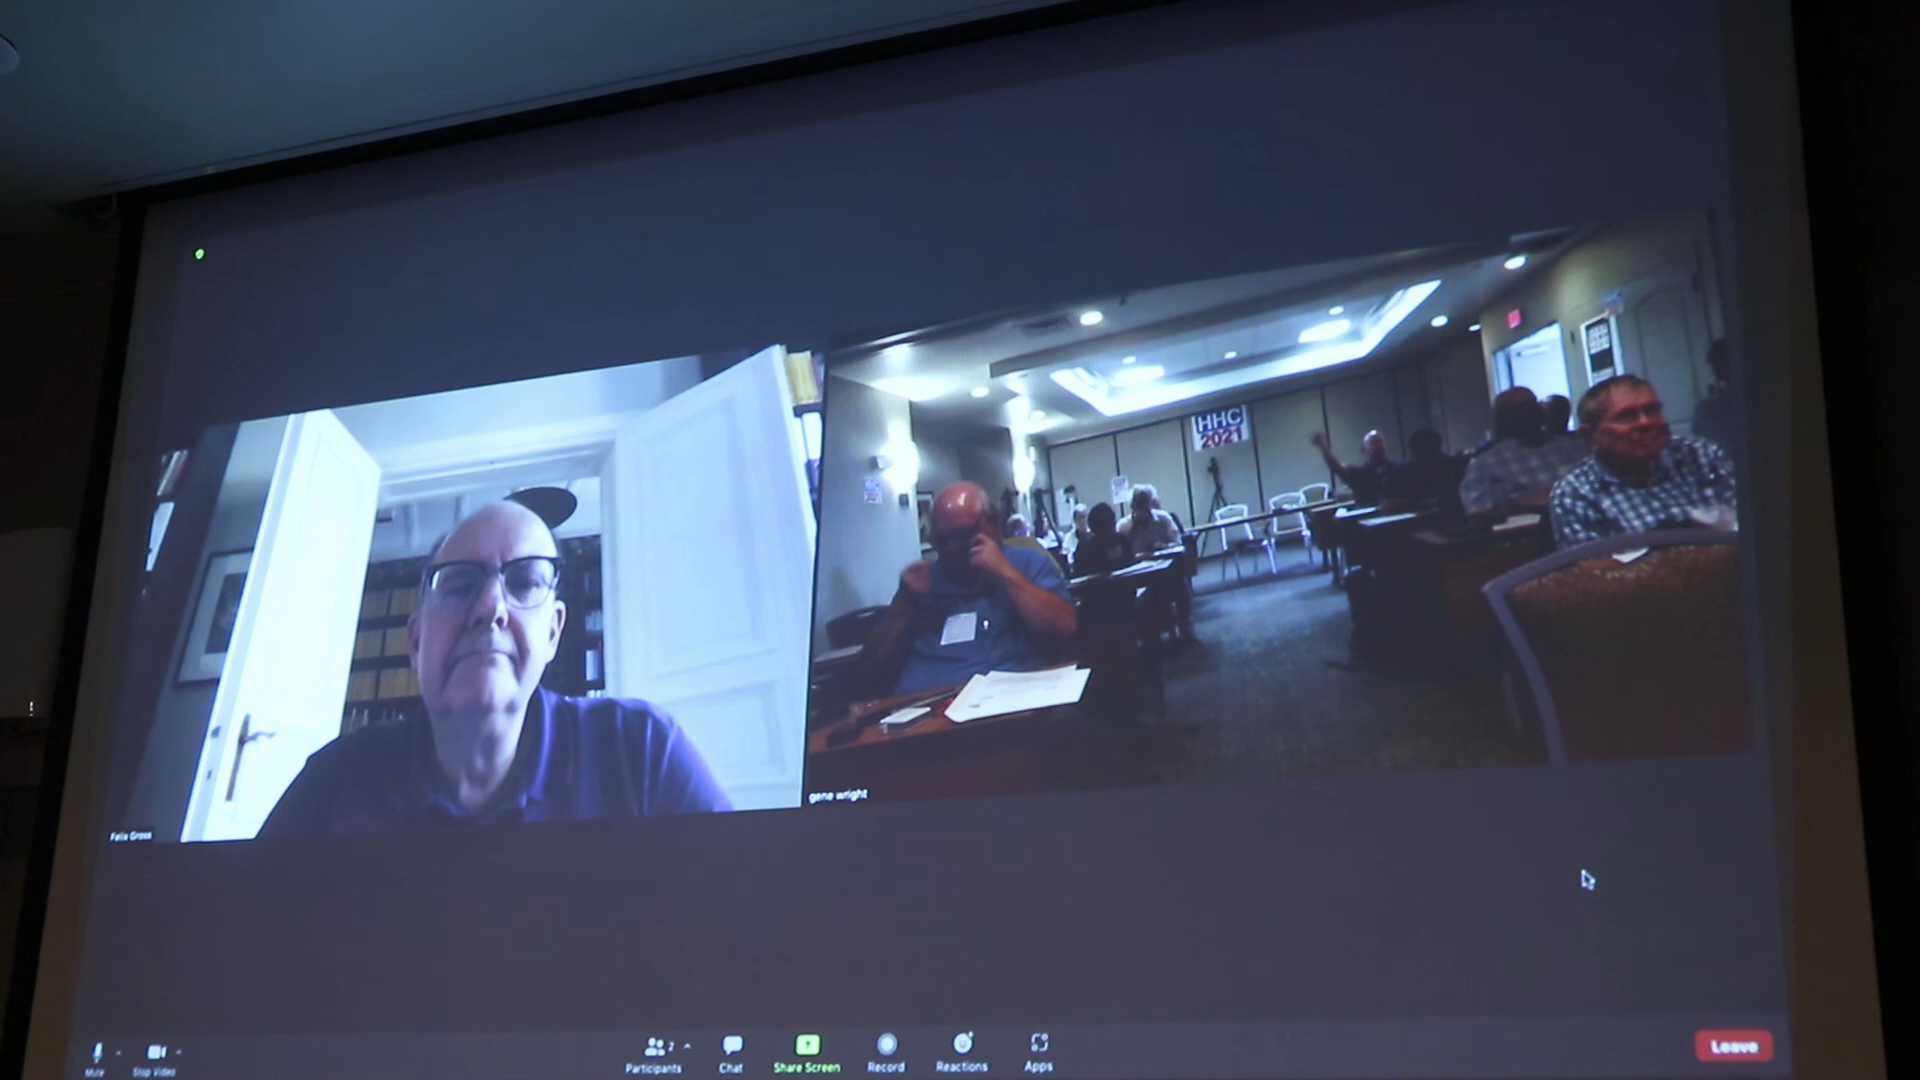 HHC
2021
gene wright
Felix Gross
Mute
Stop Video
2
Participants
Chat
Share Screen
Record
Reactions
Apps
Leave